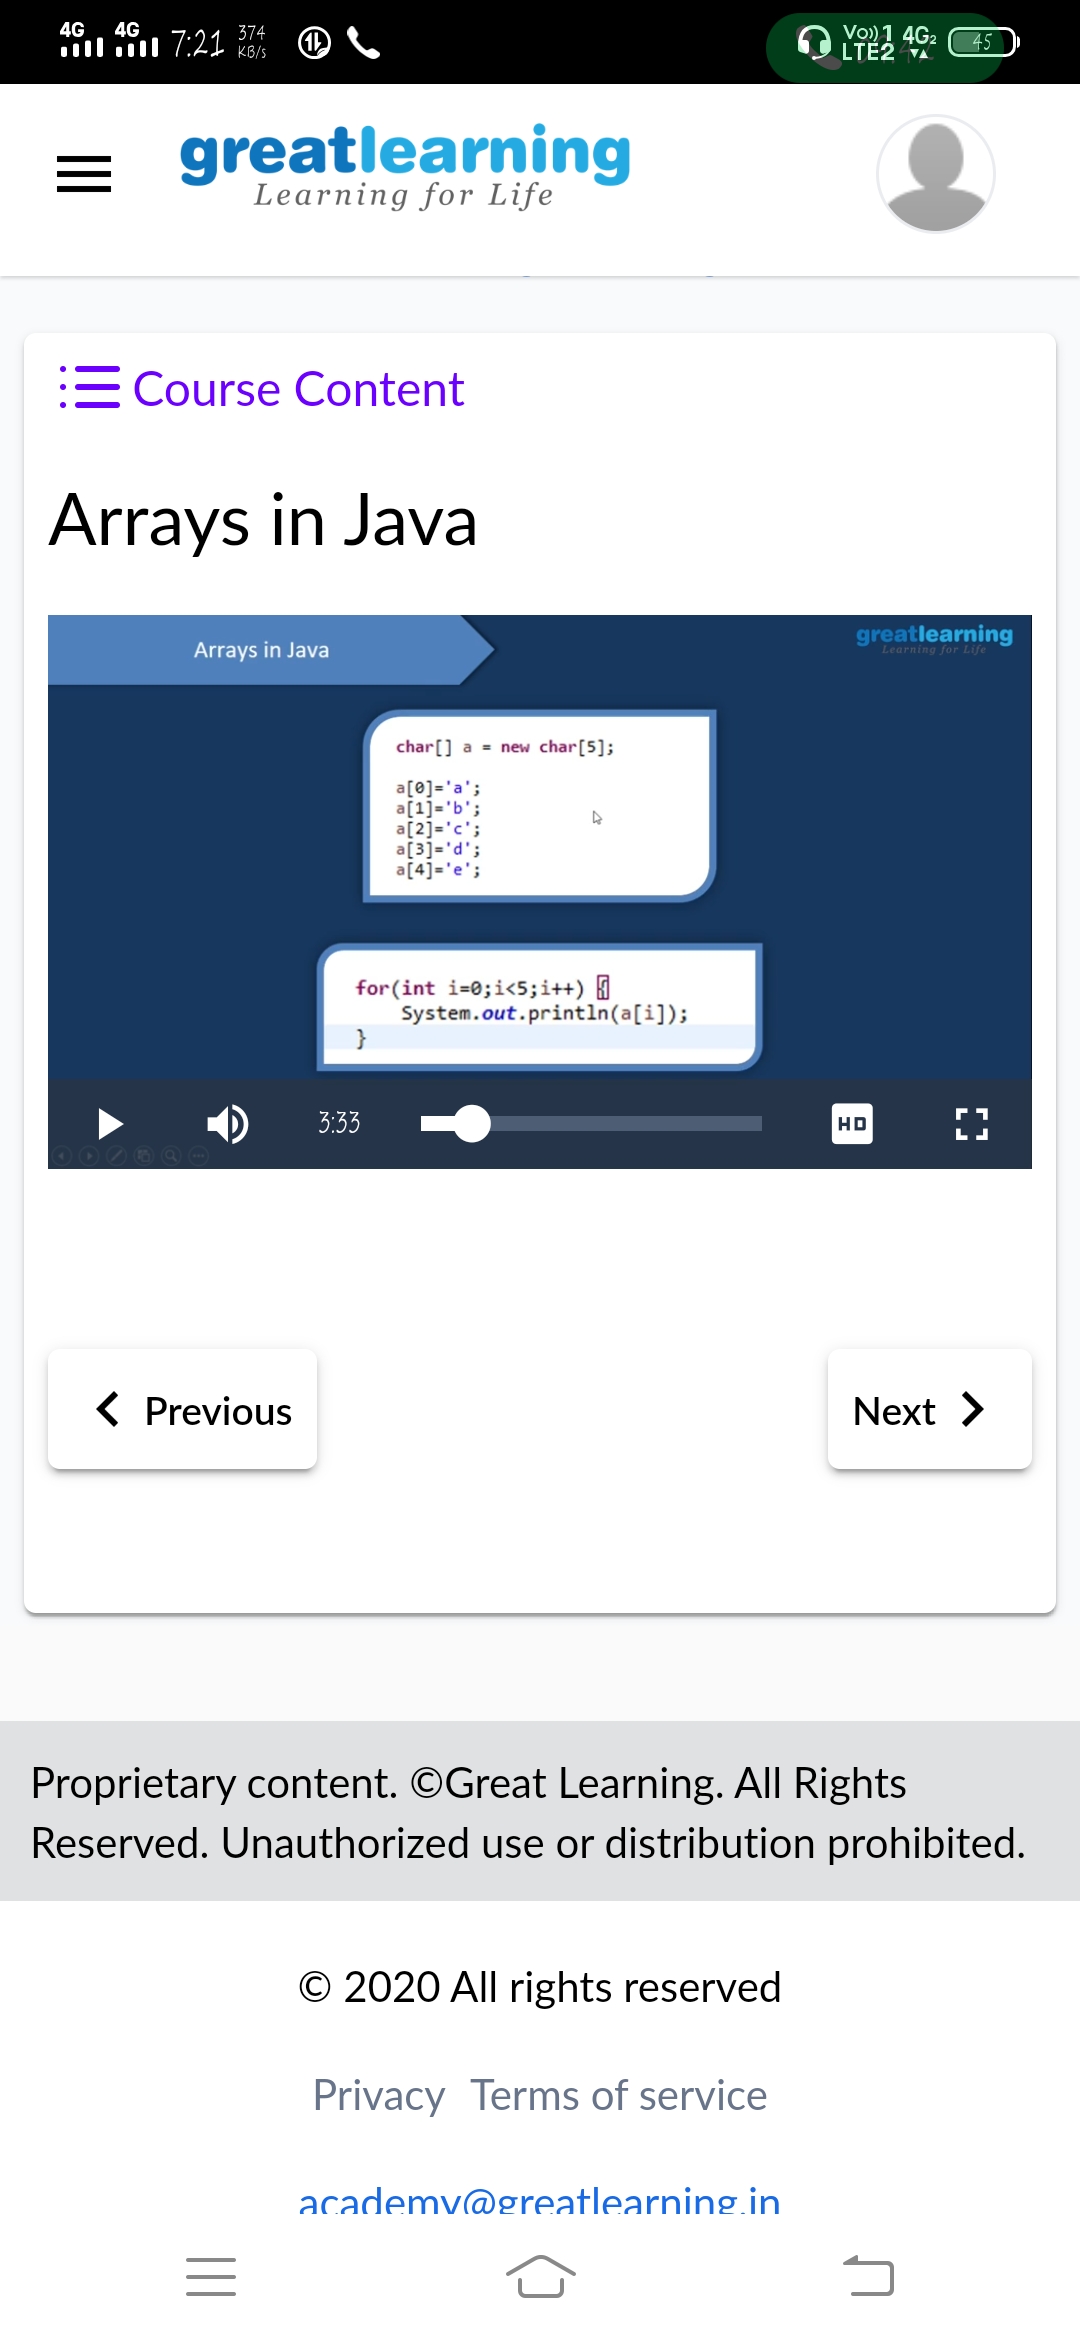 4G 4G 7:21 374 KB/s
Vo)) 1 4G2 45
LTE2
greatlearning
Learning for Life
Course Content
Arrays in Java
Arrays in Java
greatlearning
Learning for Life
char[] a = new char[5];
a[0]='a';
a[1]='b';
a[2]='c';
a[3]='d';
a[4]='e';
for(int i=0;i<5;i++) {
System.out.println(a[i]);
}
3:33
HD
Previous
Next
Proprietary content. ©Great Learning. All Rights
Reserved. Unauthorized use or distribution prohibited.
© 2020 All rights reserved
Privacy Terms of service
academy@greatlearning.in